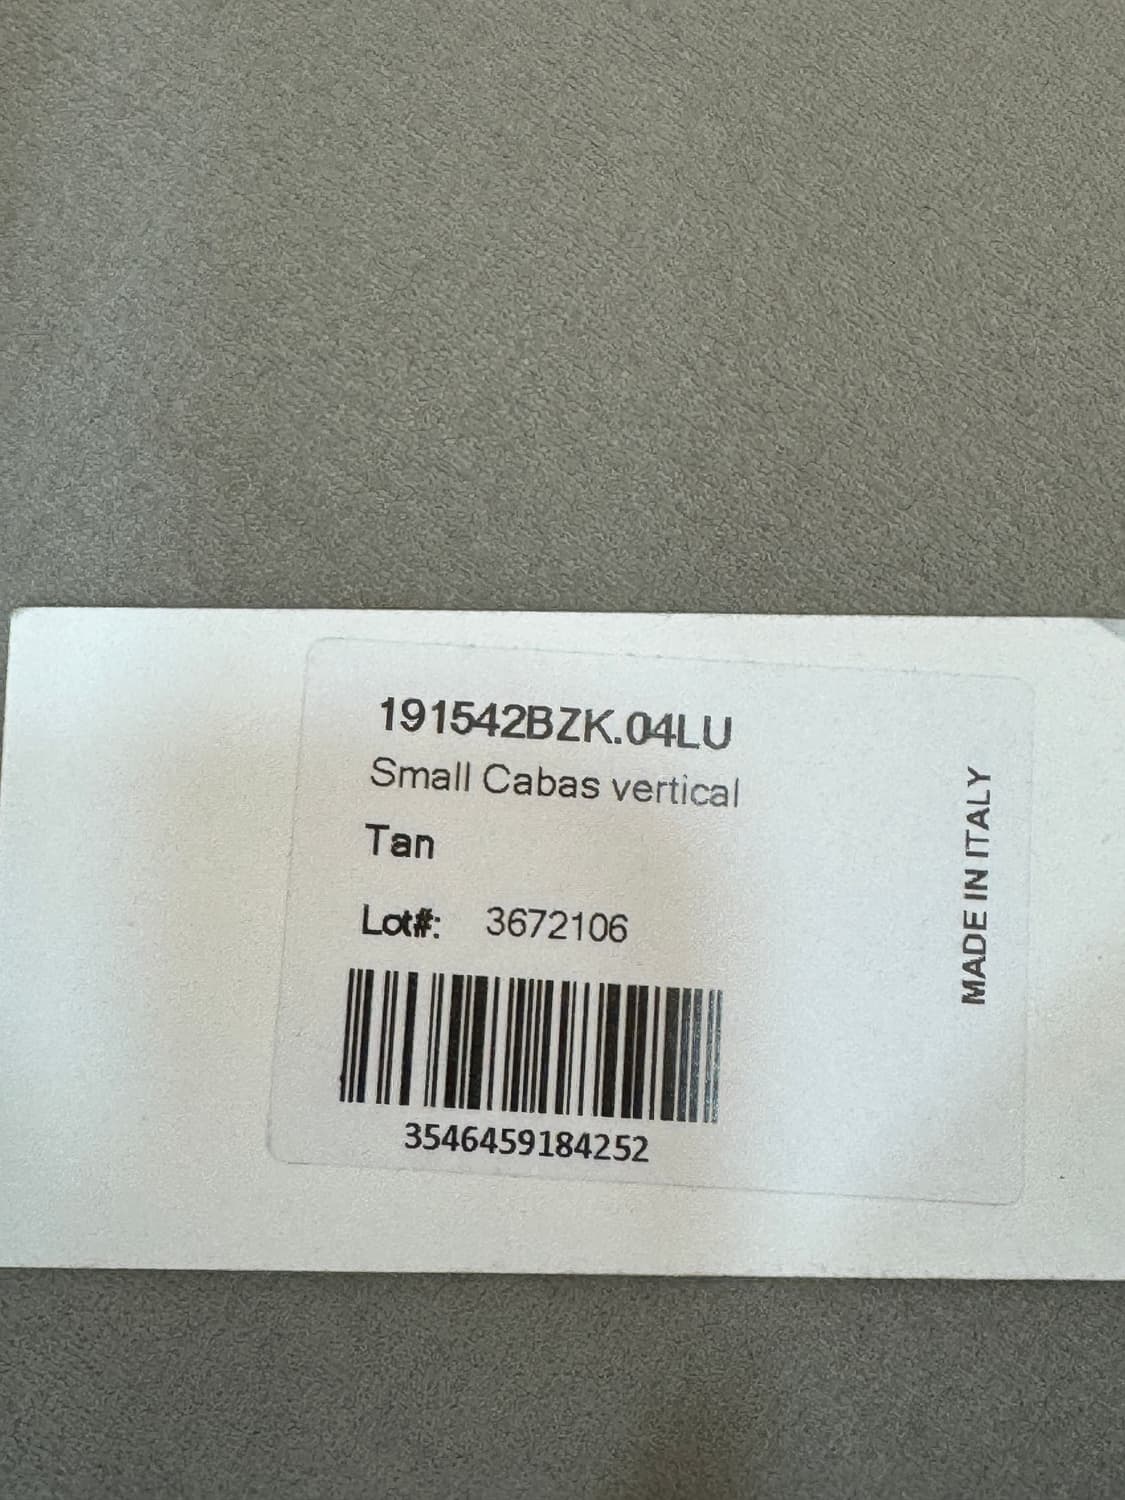 191542BZK.04LU
Small Cabas vertical
Tan
Lot#: 3672106
3546459184252
MADE IN ITALY